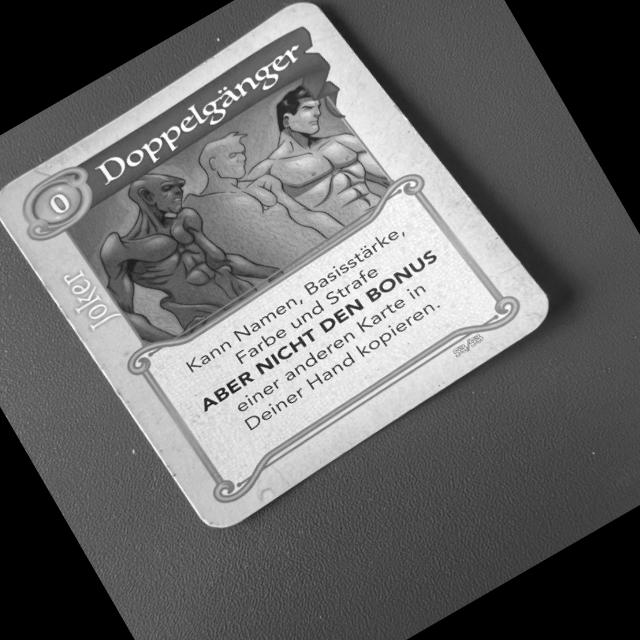 Doppelgänger
0
Joker
Kann Namen, Basisstärke,
Farbe und Strafe
ABER NICHT DEN BONUS
einer anderen Karte in
Deiner Hand kopieren.